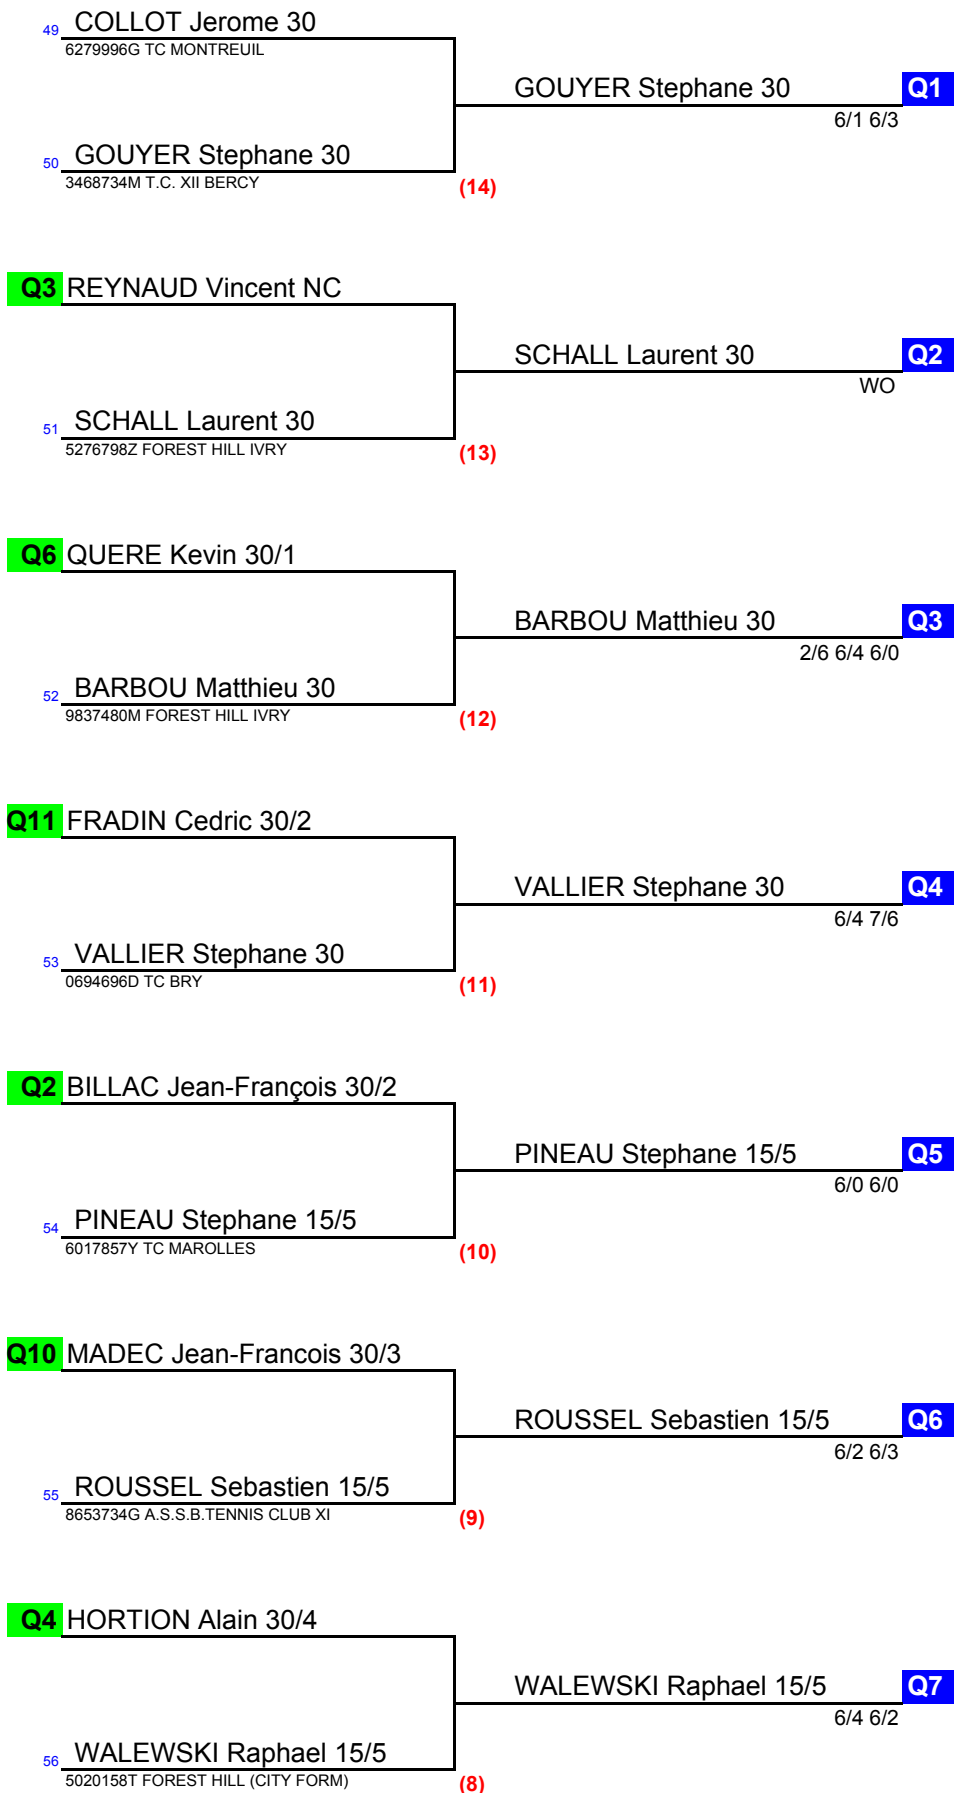 49 COLLOT Jerome 30
6279996G TC MONTREUIL
GOUYER Stephane 30 Q1
6/1 6/3
50 GOUYER Stephane 30
3468734M T.C. XII BERCY
(14)
Q3 REYNAUD Vincent NC
SCHALL Laurent 30 Q2
WO
51 SCHALL Laurent 30
5276798Z FOREST HILL IVRY
(13)
Q6 QUERE Kevin 30/1
BARBOU Matthieu 30 Q3
2/6 6/4 6/0
52 BARBOU Matthieu 30
9837480M FOREST HILL IVRY
(12)
Q11 FRADIN Cedric 30/2
VALLIER Stephane 30 Q4
6/4 7/6
53 VALLIER Stephane 30
0694696D TC BRY
(11)
Q2 BILLAC Jean-François 30/2
PINEAU Stephane 15/5 Q5
6/0 6/0
54 PINEAU Stephane 15/5
6017857Y TC MAROLLES
(10)
Q10 MADEC Jean-Francois 30/3
ROUSSEL Sebastien 15/5 Q6
6/2 6/3
55 ROUSSEL Sebastien 15/5
8653734G A.S.S.B.TENNIS CLUB XI
(9)
Q4 HORTION Alain 30/4
WALEWSKI Raphael 15/5 Q7
6/4 6/2
56 WALEWSKI Raphael 15/5
5020158T FOREST HILL (CITY FORM)
(8)